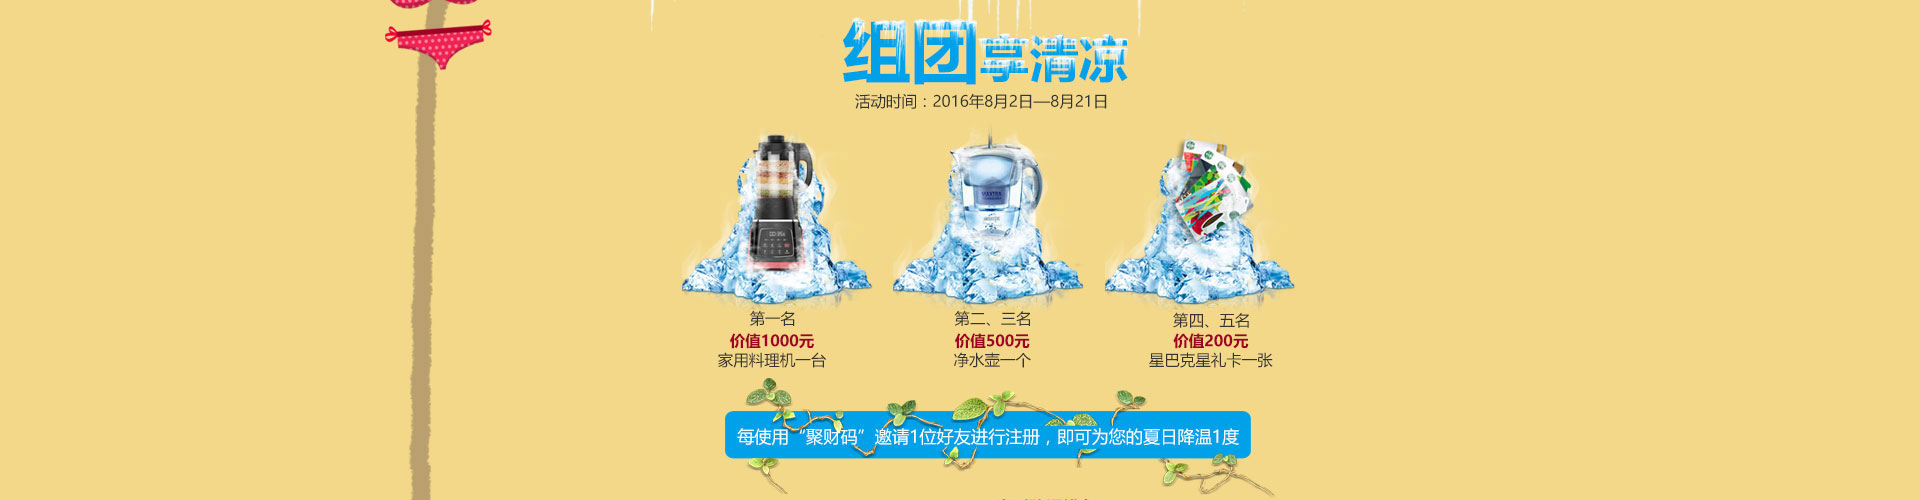 组团享清凉
活动时间：2016年8月2日—8月21日
第一名
价值1000元
家用料理机一台
第二、三名
价值500元
净水壶一个
第四、五名
价值200元
星巴克星礼卡一张
每使用“聚财码”邀请1位好友进行注册，即可为您的夏日降温1度